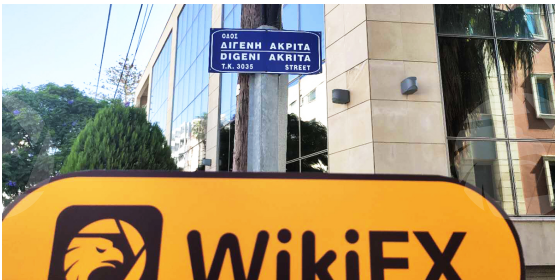 ΟΔΟΣ
ΔΙΓΕΝΗ ΑΚΡΙΤΑ
DIGENI AKRITA
T.K. 3035 STREET
WikiFX